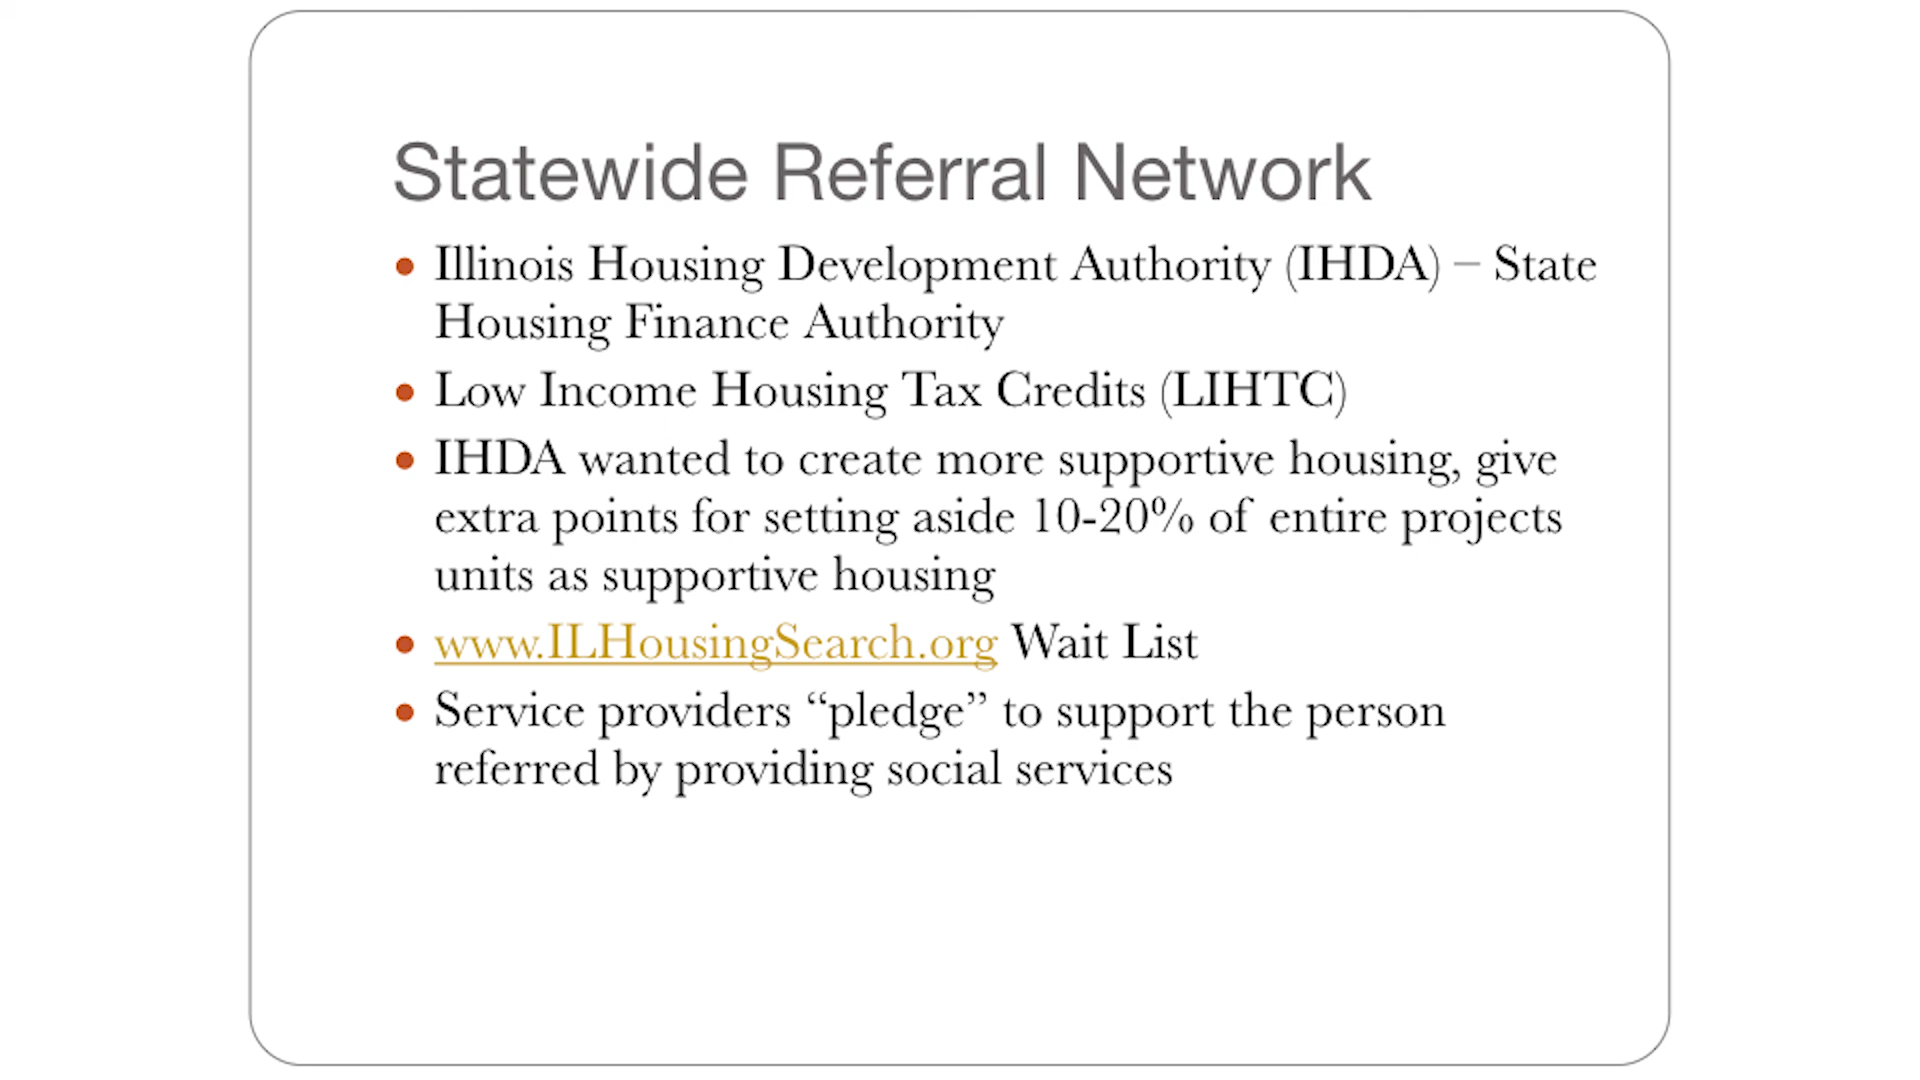 Statewide Referral Network
• Illinois Housing Development Authority (IHDA) – State
Housing Finance Authority
• Low Income Housing Tax Credits (LIHTC)
• IHDA wanted to create more supportive housing, give
extra points for setting aside 10-20% of entire projects
units as supportive housing
• www.ILHousingSearch.org Wait List
• Service providers “pledge” to support the person
referred by providing social services